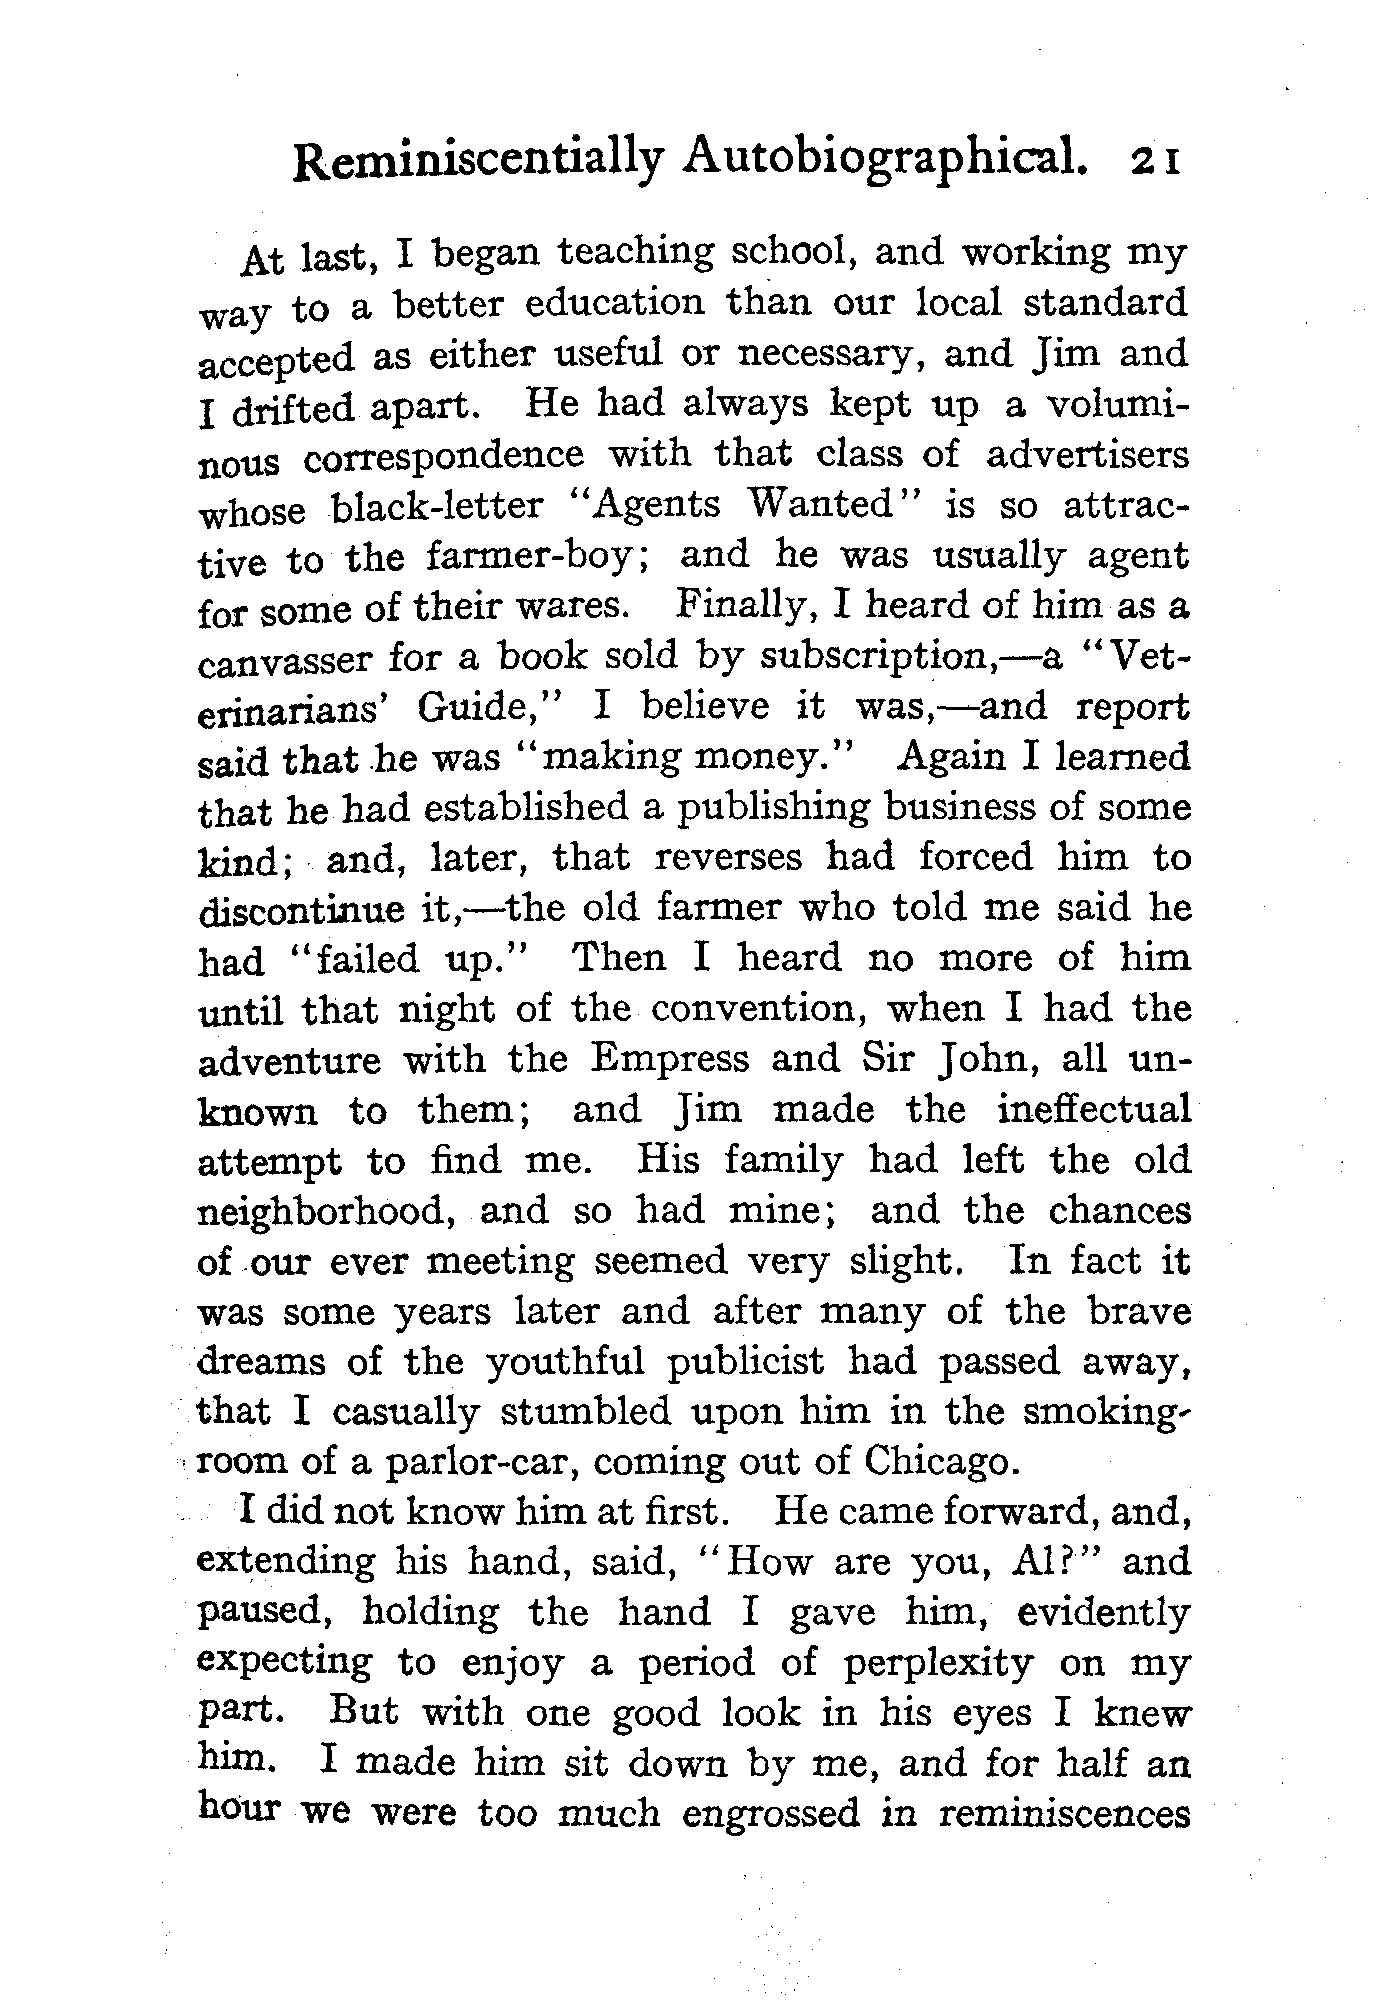 Reminiscentially Autobiographical. 21
At last, I began teaching school, and working my
way to a better education than our local standard
accepted as either useful or necessary, and Jim and
I drifted apart. He had always kept up a volumi-
nous correspondence with that class of advertisers
whose black-letter "Agents Wanted" is so attrac-
tive to the farmer-boy; and he was usually agent
for some of their wares. Finally, I heard of him as a
canvasser for a book sold by subscription,—a "Vet-
erinarians' Guide," I believe it was,—and report
said that he was "making money." Again I learned
that he had established a publishing business of some
kind; and, later, that reverses had forced him to
discontinue it,—the old farmer who told me said he
had "failed up." Then I heard no more of him
until that night of the convention, when I had the
adventure with the Empress and Sir John, all un-
known to them; and Jim made the ineffectual
attempt to find me. His family had left the old
neighborhood, and so had mine; and the chances
of our ever meeting seemed very slight. In fact it
was some years later and after many of the brave
dreams of the youthful publicist had passed away,
that I casually stumbled upon him in the smoking-
room of a parlor-car, coming out of Chicago.
I did not know him at first. He came forward, and,
extending his hand, said, "How are you, Al?" and
paused, holding the hand I gave him, evidently
expecting to enjoy a period of perplexity on my
part. But with one good look in his eyes I knew
him. I made him sit down by me, and for half an
hour we were too much engrossed in reminiscences